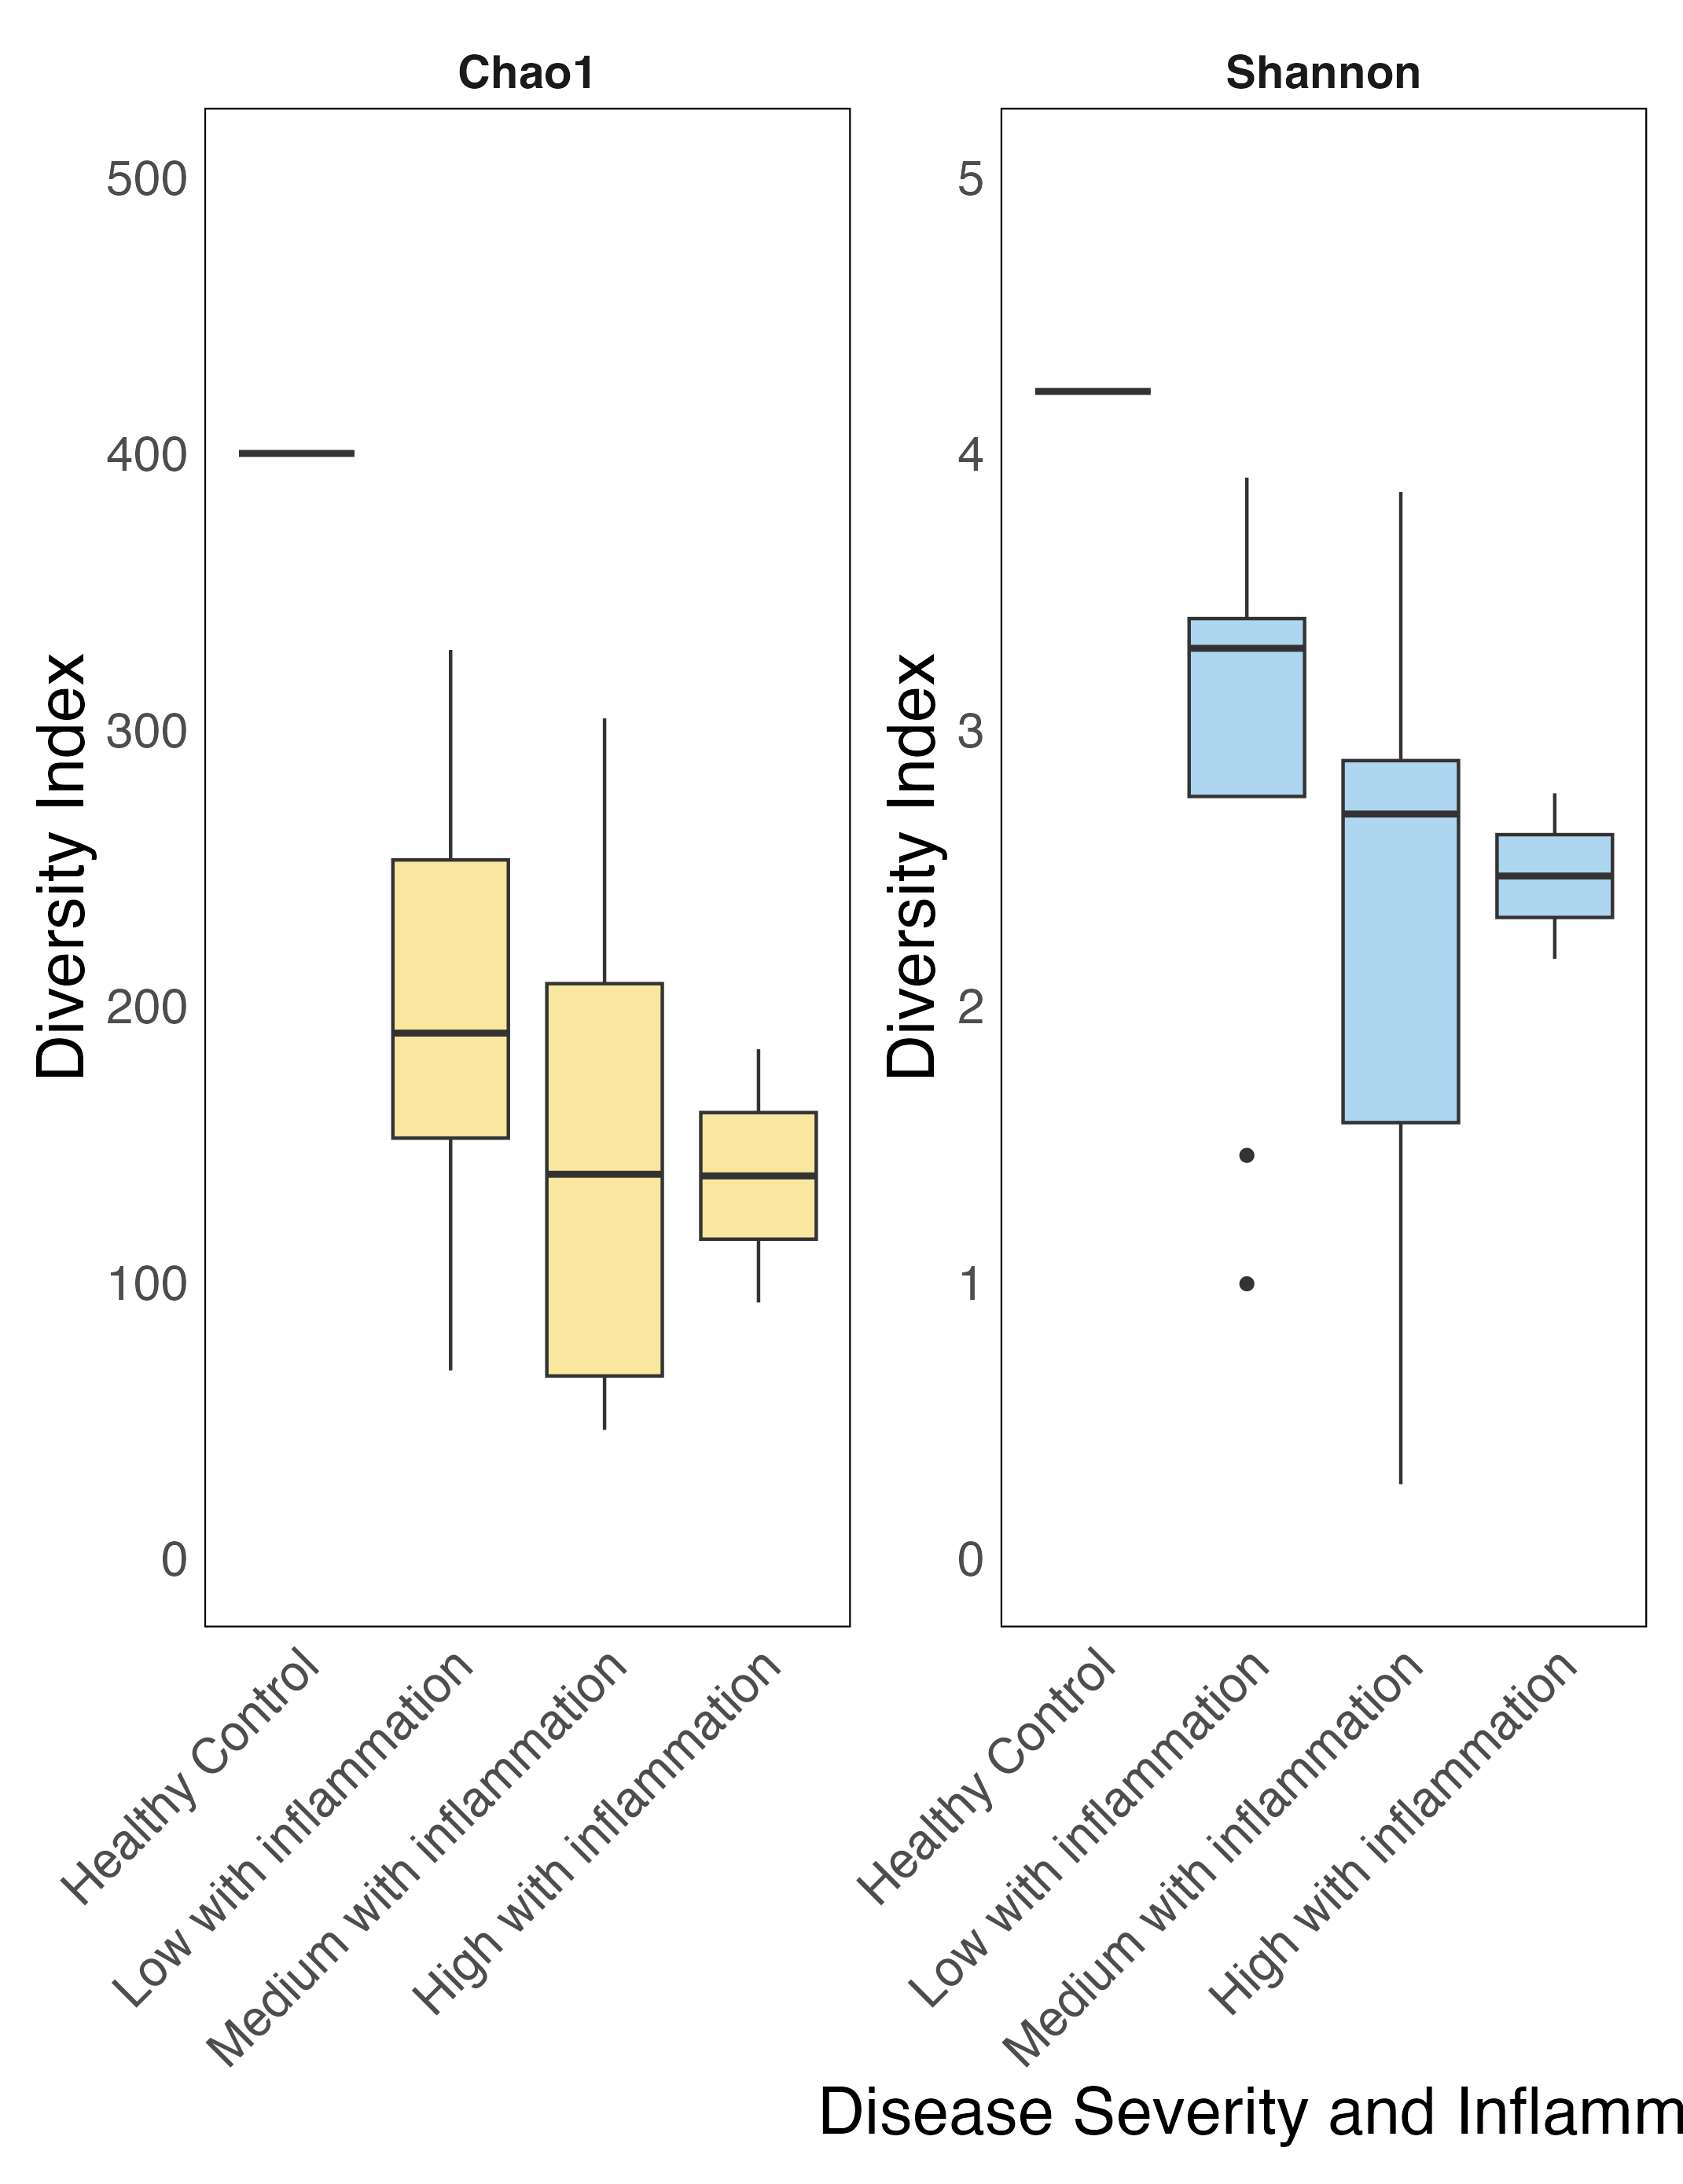 Chao1
Shannon
Diversity Index
500
400
300
200
100
0
Healthy Control
Low with inflammation
Medium with inflammation
High with inflammation
Diversity Index
5
4
3
2
1
0
Healthy Control
Low with inflammation
Medium with inflammation
High with inflammation
Disease Severity and Inflamm